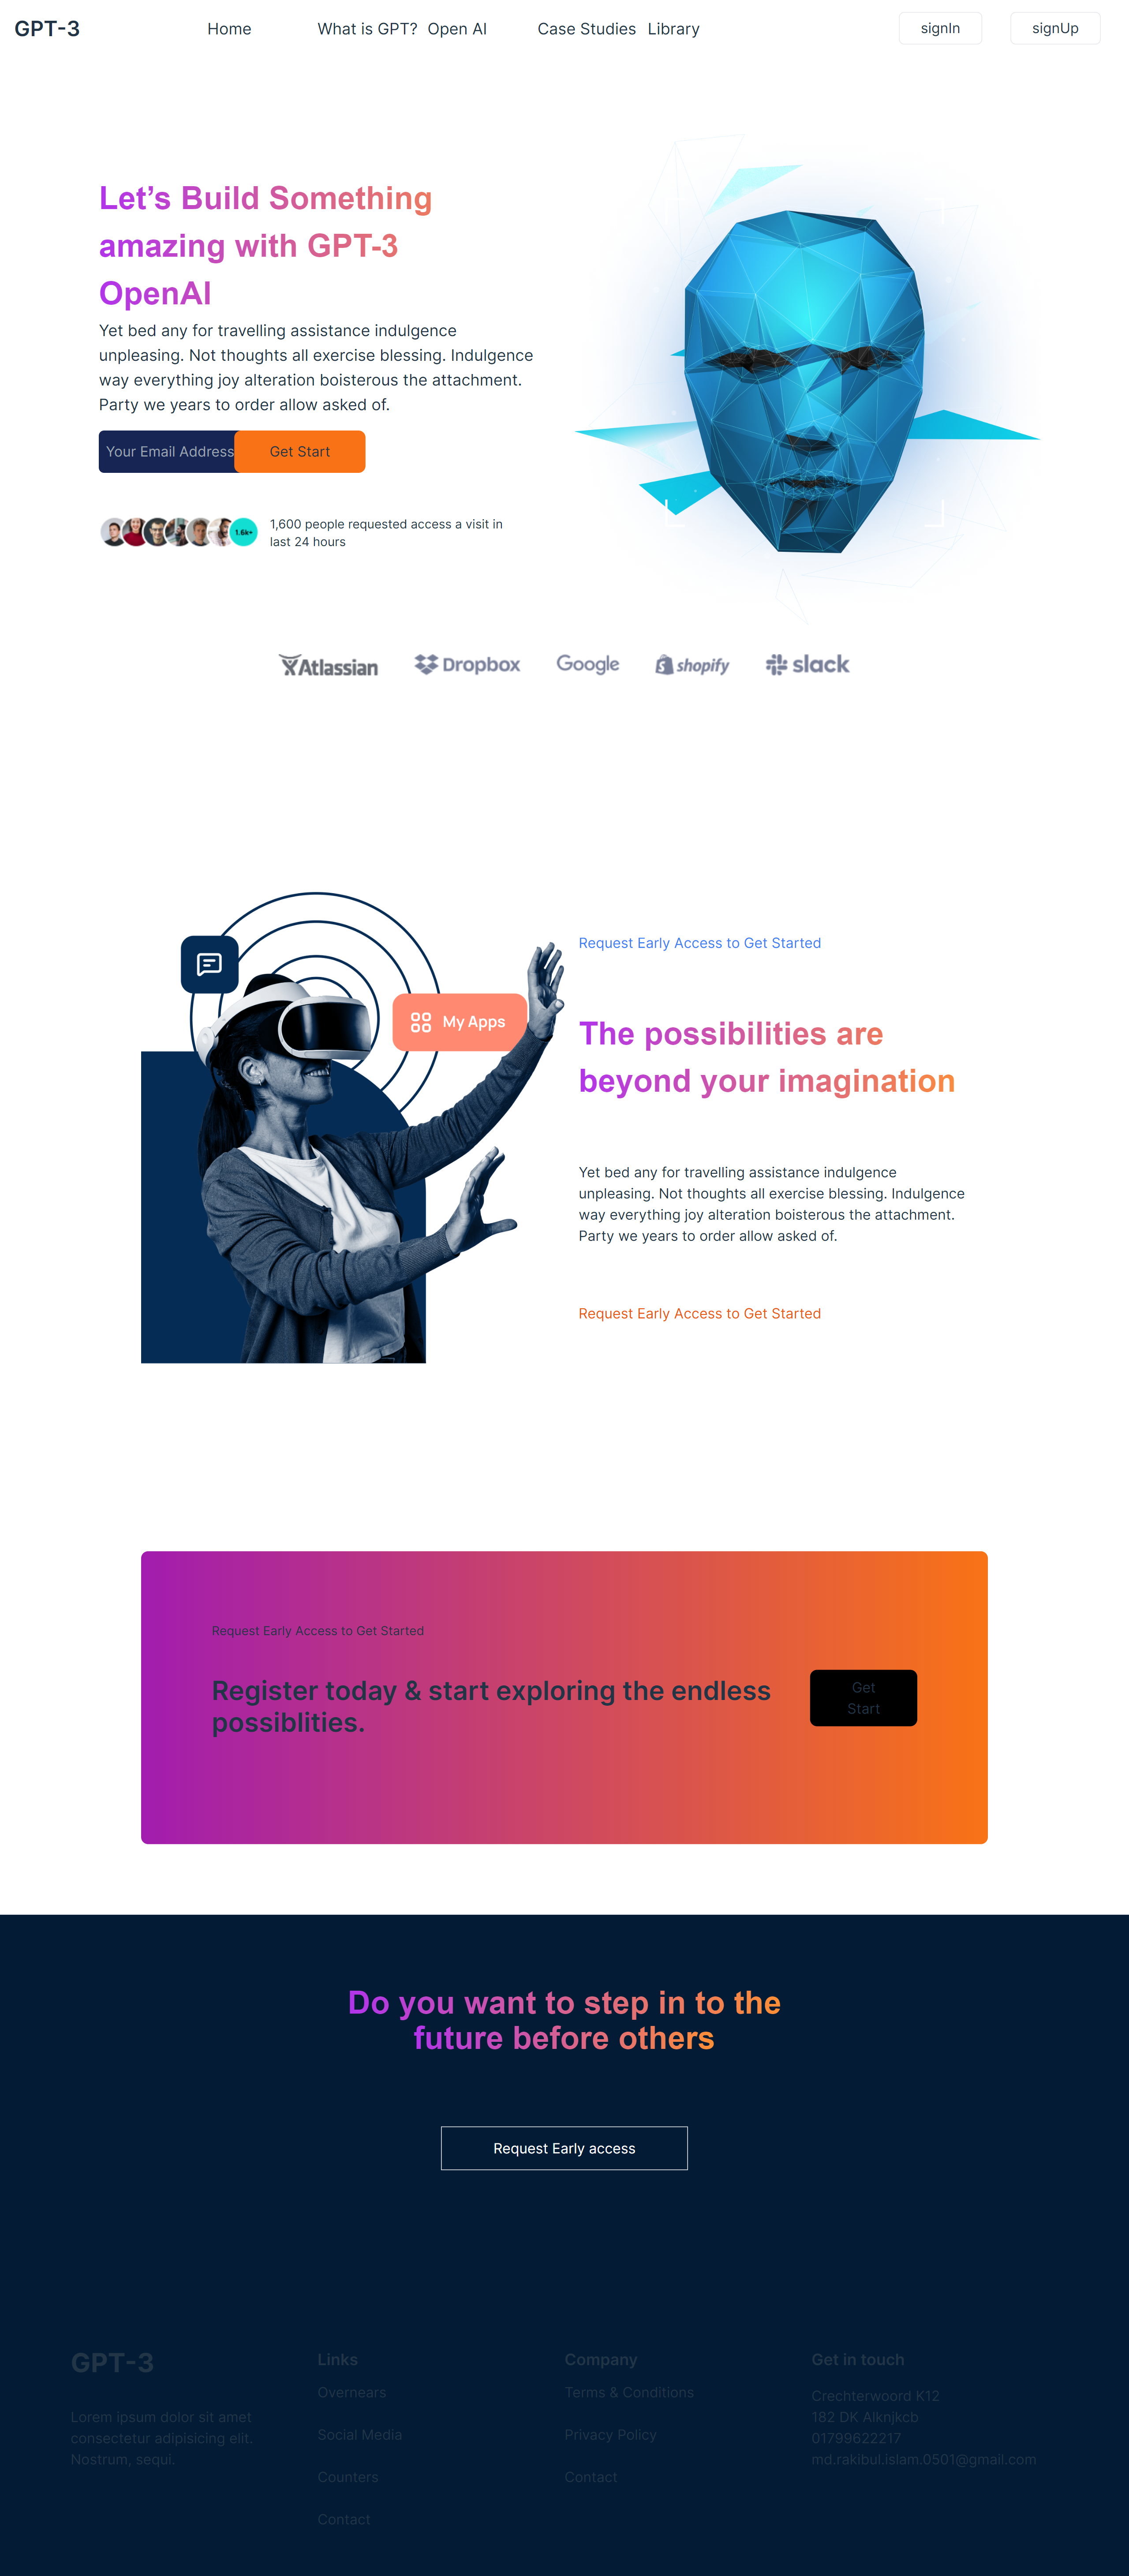 GPT-3
Home What is GPT? Open AI Case Studies Library
signIn signUp
Let’s Build Something
amazing with GPT-3
OpenAI
Yet bed any for travelling assistance indulgence
unpleasing. Not thoughts all exercise blessing. Indulgence
way everything joy alteration boisterous the attachment.
Party we years to order allow asked of.
Your Email Address Get Start
1.6k+
1,600 people requested access a visit in
last 24 hours
Atlassian Dropbox Google shopify slack
My Apps
Request Early Access to Get Started
The possibilities are
beyond your imagination
Yet bed any for travelling assistance indulgence
unpleasing. Not thoughts all exercise blessing. Indulgence
way everything joy alteration boisterous the attachment.
Party we years to order allow asked of.
Request Early Access to Get Started
Request Early Access to Get Started
Register today & start exploring the endless
possiblities.
Get
Start
Do you want to step in to the
future before others
Request Early access
GPT-3
Lorem ipsum dolor sit amet
consectetur adipisicing elit.
Nostrum, sequi.
Links
Overnears
Social Media
Counters
Contact
Company
Terms & Conditions
Privacy Policy
Contact
Get in touch
Crechterwoord K12
182 DK Alknjkcb
01799622217
md.rakibul.islam.0501@gmail.com